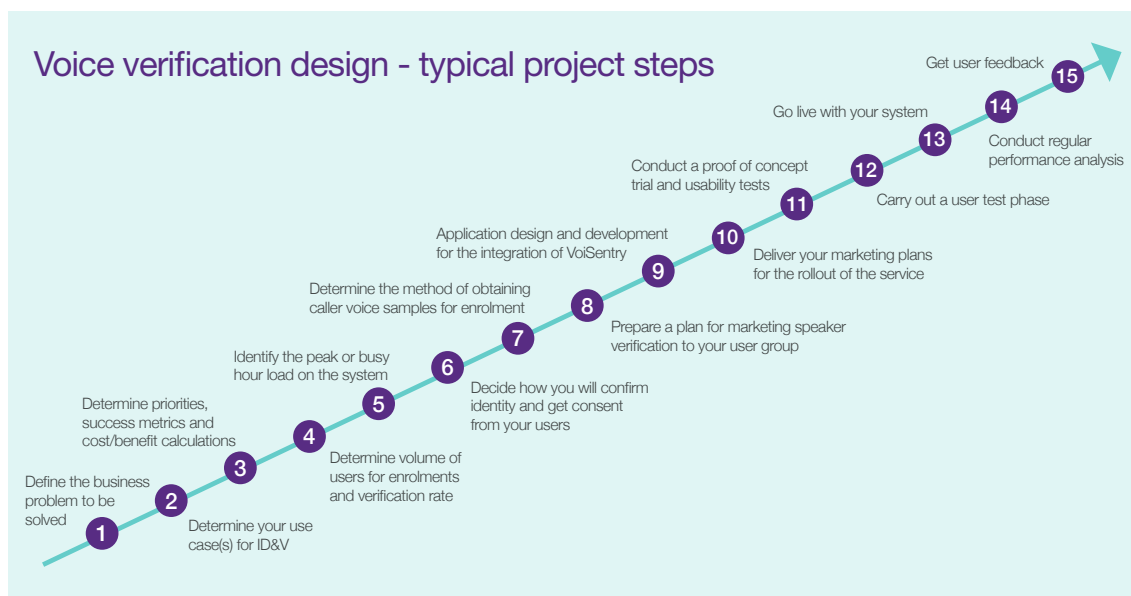 Voice verification design - typical project steps
1
Define the business
problem to be
solved
2
Determine your use
case(s) for ID&V
3
Determine priorities,
success metrics and
cost/benefit calculations
4
Determine volume of
users for enrolments
and verification rate
5
Identify the peak or busy
hour load on the system
6
Decide how you will confirm
identity and get consent
from your users
7
Determine the method of obtaining
caller voice samples for enrolment
8
Prepare a plan for marketing speaker
verification to your user group
9
Application design and development
for the integration of VoiSentry
10
Deliver your marketing plans
for the rollout of the service
11
Conduct a proof of concept
trial and usability tests
12
Carry out a user test phase
13
Go live with your system
14
Conduct regular
performance analysis
15
Get user feedback